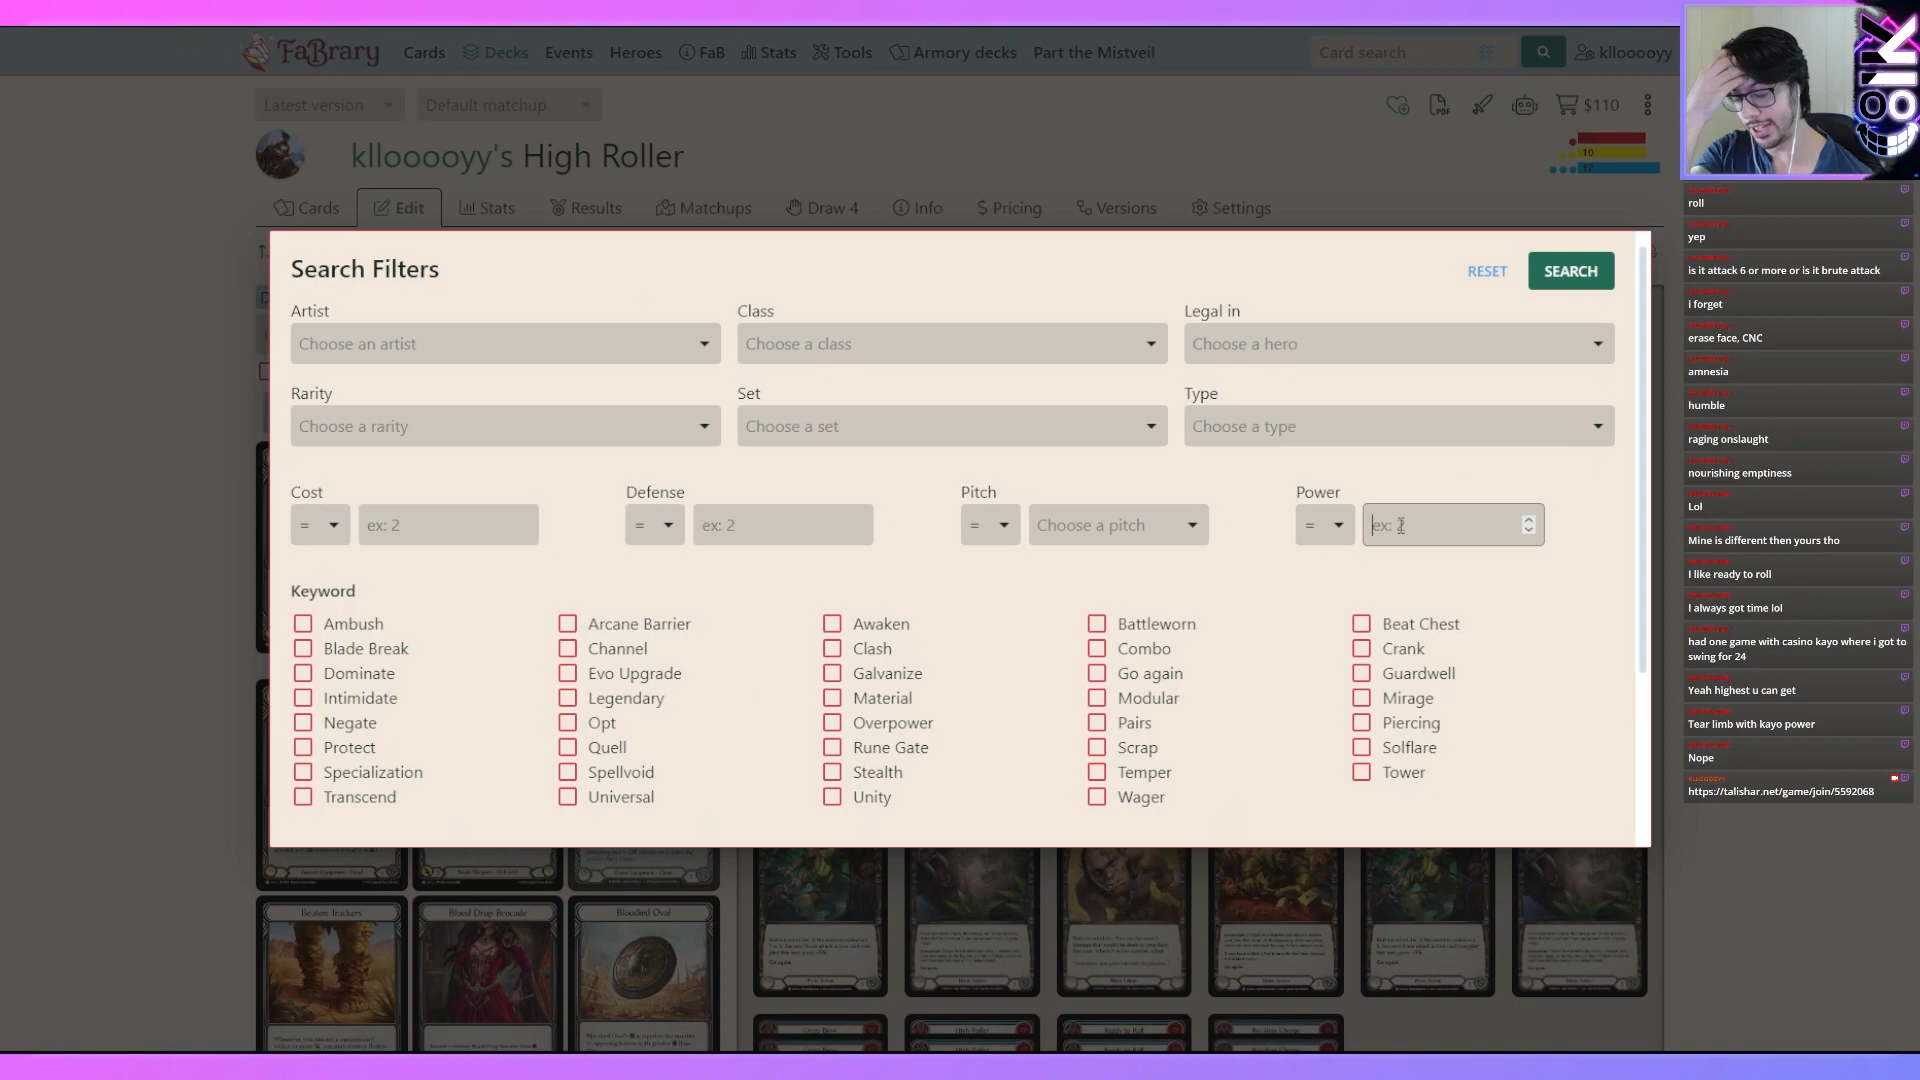 FaBrary
Cards
Decks
Events
Heroes
FaB
Stats
Tools
Armory decks
Part the Mistveil
Card search
kllooooyy
Latest version
Default matchup
$110
kllooooyy's High Roller
10
12
Cards
Edit
Stats
Results
Matchups
Draw 4
Info
Pricing
Versions
Settings
Search Filters
RESET
SEARCH
Artist
Class
Legal in
Choose an artist
Choose a class
Choose a hero
Rarity
Set
Type
Choose a rarity
Choose a set
Choose a type
Cost
Defense
Pitch
Power
=
ex: 2
=
ex: 2
=
Choose a pitch
=
ex: 2
Keyword
Ambush
Arcane Barrier
Awaken
Battleworn
Beat Chest
Blade Break
Channel
Clash
Combo
Crank
Dominate
Evo Upgrade
Galvanize
Go again
Guardwell
Intimidate
Legendary
Material
Modular
Mirage
Negate
Opt
Overpower
Pairs
Piercing
Protect
Quell
Rune Gate
Scrap
Solflare
Specialization
Spellvoid
Stealth
Temper
Tower
Transcend
Universal
Unity
Wager
Beaten Trackers
Blood Drop Brocade
Bloodied Oval
High Roller
Ready to Roll
Reckless Charge
roll
yep
is it attack 6 or more or is it brute attack
i forget
erase face, CNC
amnesia
humble
raging onslaught
nourishing emptiness
Lol
Mine is different then yours tho
I like ready to roll
I always got time lol
had one game with casino kayo where i got to
swing for 24
Yeah highest u can get
Tear limb with kayo power
Nope
KLLOOOOYY
https://talishar.net/game/join/5592068